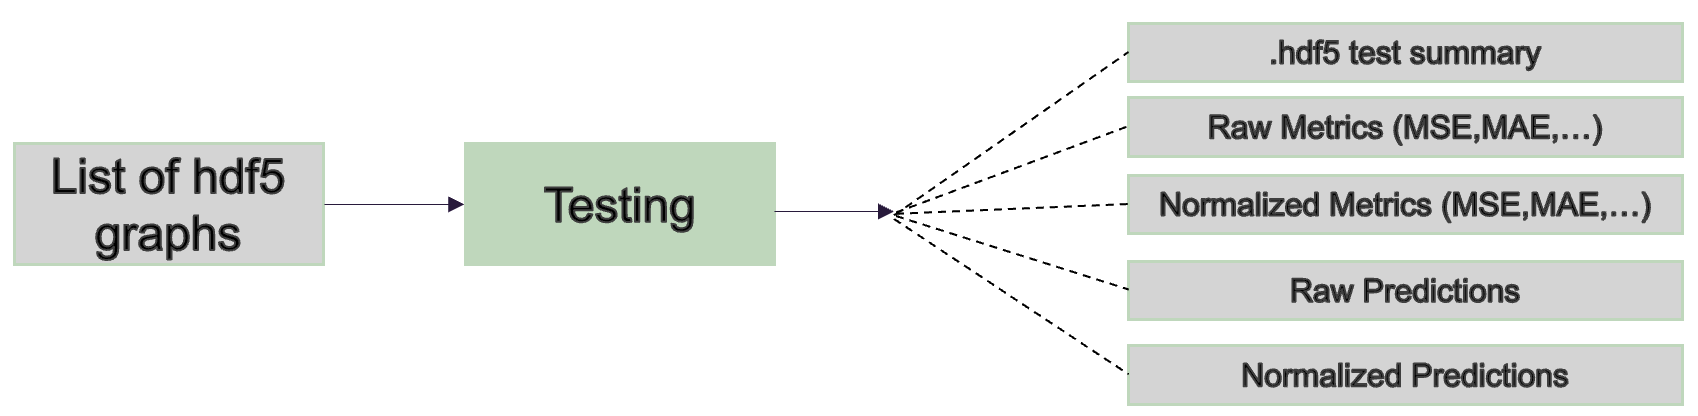 List of hdf5
graphs
Testing
.hdf5 test summary
Raw Metrics (MSE,MAE,…)
Normalized Metrics (MSE,MAE,…)
Raw Predictions
Normalized Predictions